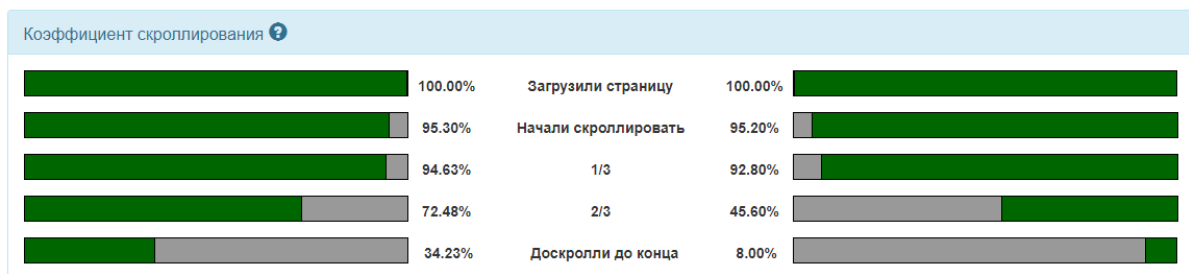 Коэффициент скроллирования ?
100.00% Загрузили страницу 100.00%
95.30% Начали скроллировать 95.20%
94.63% 1/3 92.80%
72.48% 2/3 45.60%
34.23% Доскролли до конца 8.00%